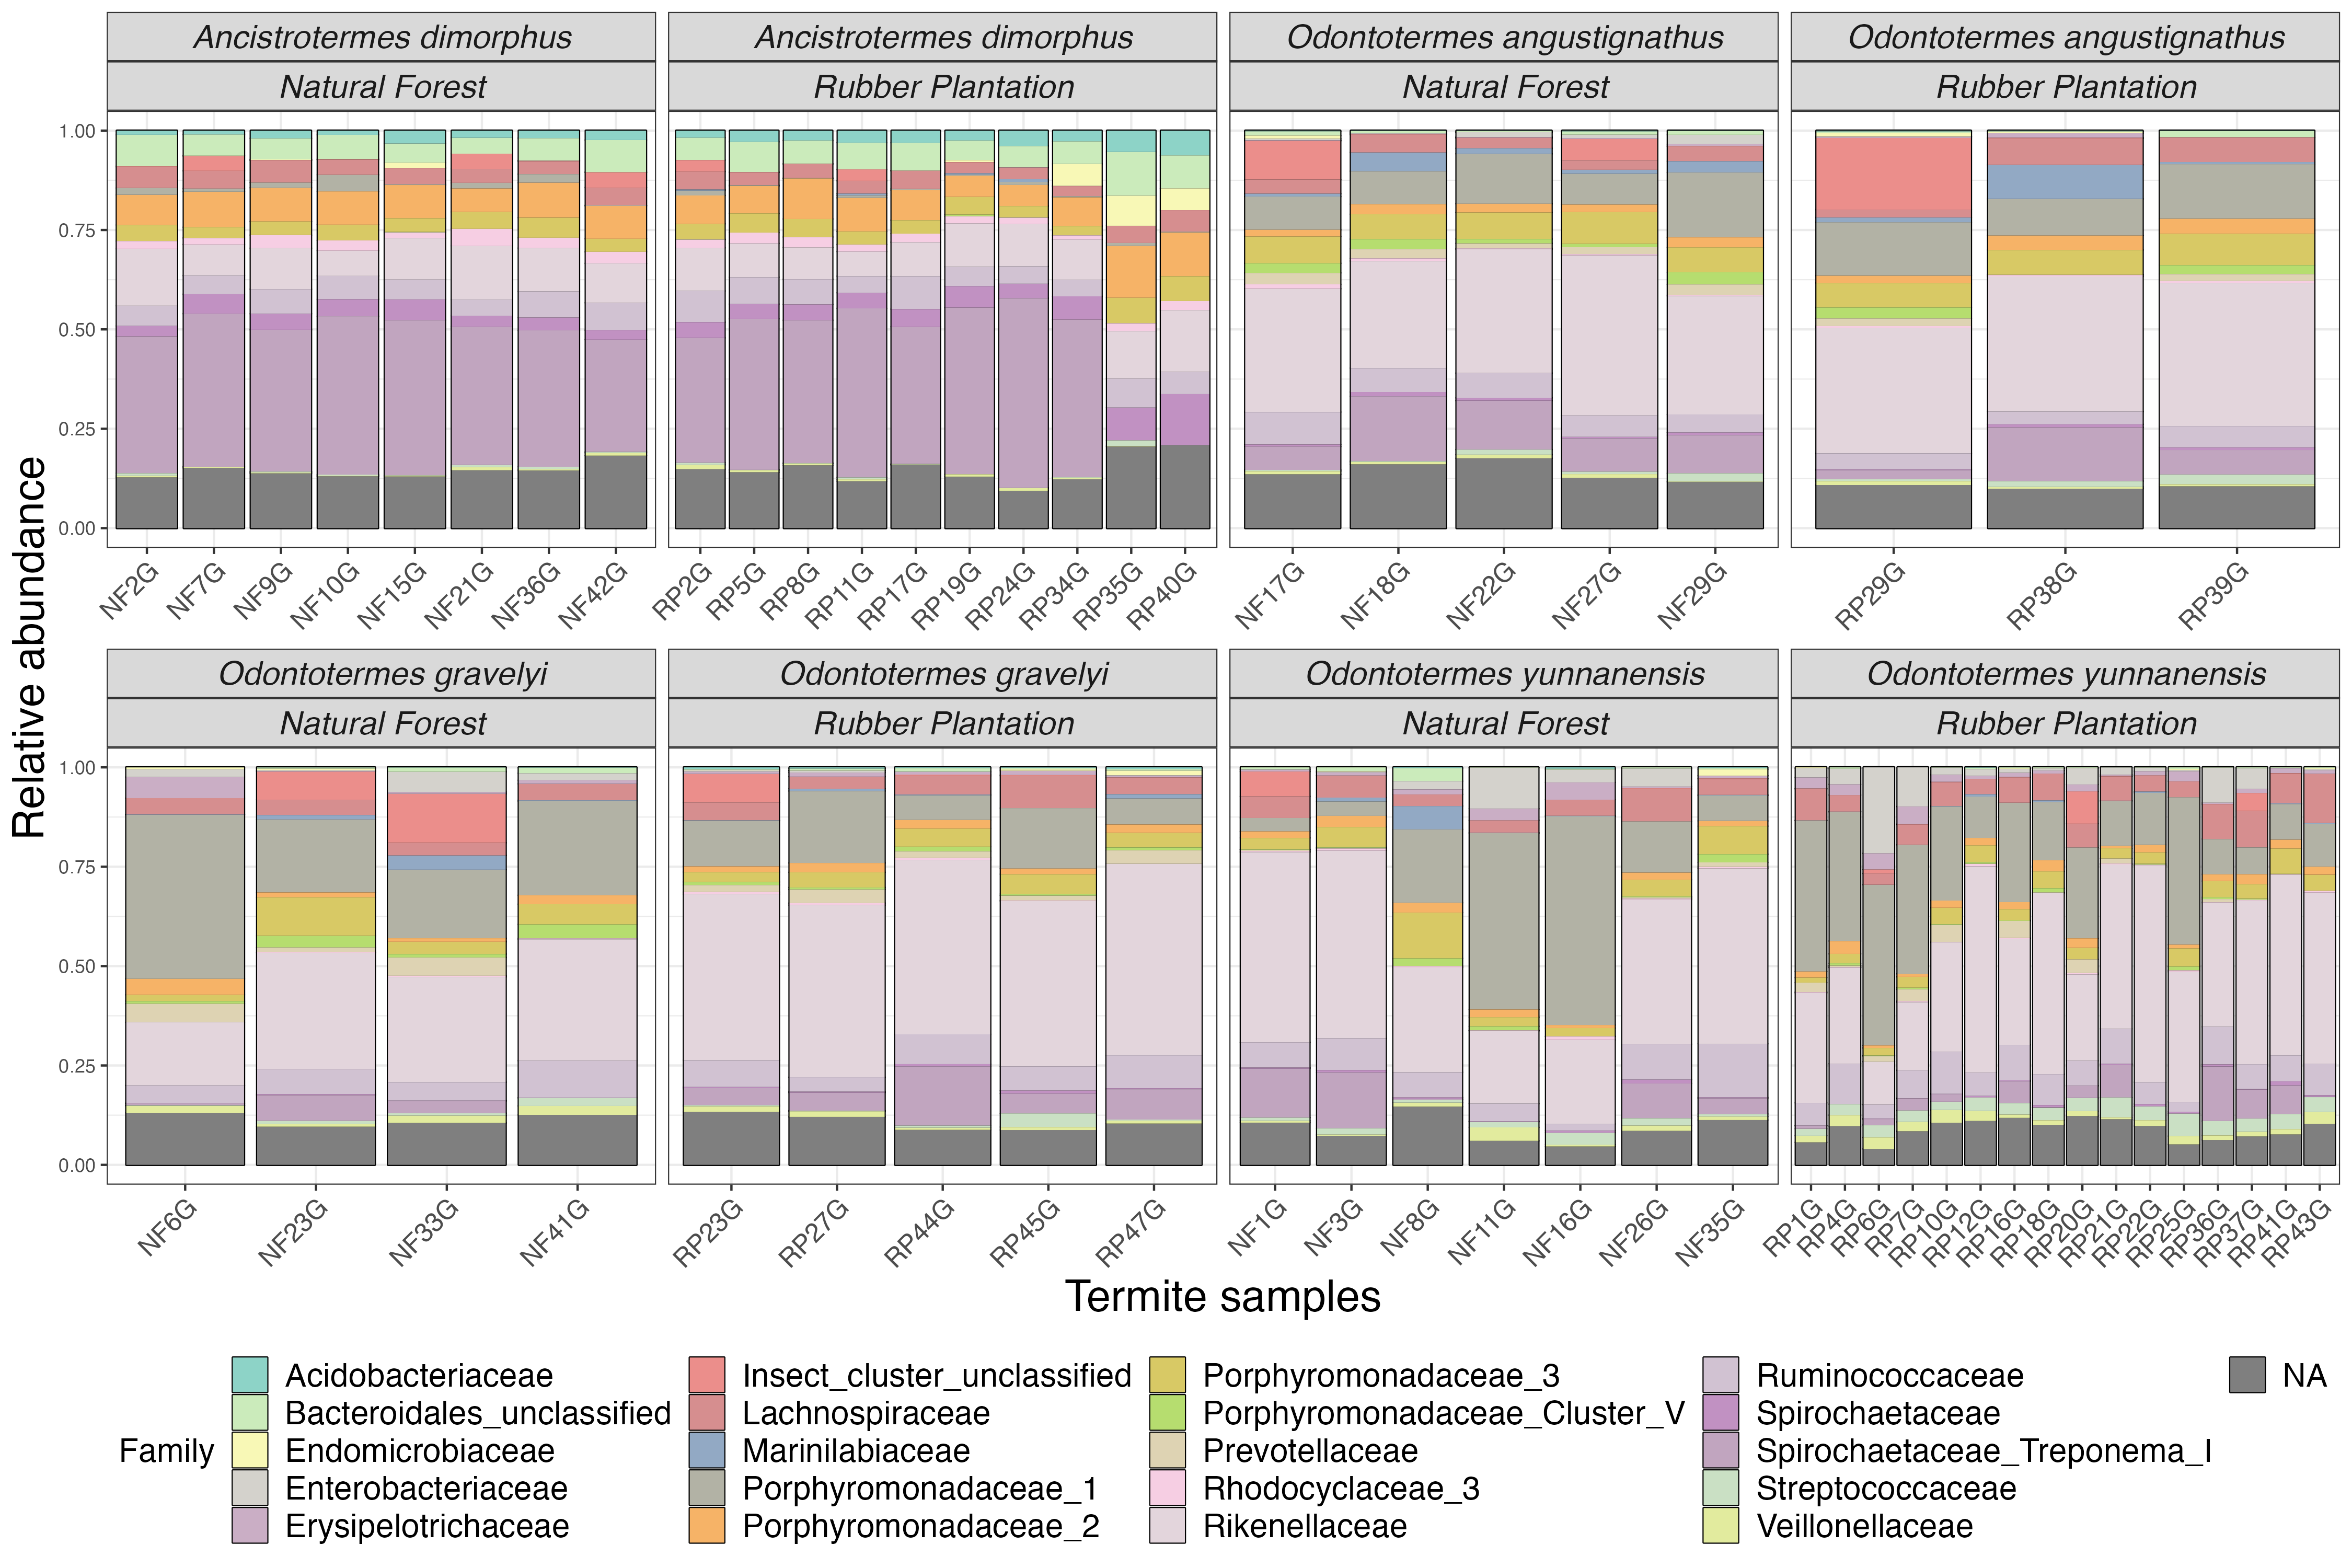 Ancistrotermes dimorphus Ancistrotermes dimorphus Odontotermes angustignathus Odontotermes angustignathus
Natural Forest Rubber Plantation Natural Forest Rubber Plantation
1.00
0.75
0.50
0.25
0.00
NF2G NF7G NF9G NF10G NF15G NF21G NF36G NF42G RP2G RP5G RP8G RP11G RP17G RP19G RP24G RP34G RP35G RP40G NF17G NF18G NF22G NF27G NF29G RP29G RP38G RP39G
Relative abundance
Odontotermes gravelyi Odontotermes gravelyi Odontotermes yunnanensis Odontotermes yunnanensis
Natural Forest Rubber Plantation Natural Forest Rubber Plantation
1.00
0.75
0.50
0.25
0.00
NF6G NF23G NF33G NF41G RP23G RP27G RP44G RP45G RP47G NF1G NF3G NF8G NF11G NF16G NF26G NF35G RP1G RP4G RP6G RP7G RP10G RP12G RP16G RP18G RP20G RP21G RP22G RP25G RP36G RP37G RP41G RP43G
Termite samples
Family
Acidobacteriaceae
Bacteroidales_unclassified
Endomicrobiaceae
Enterobacteriaceae
Erysipelotrichaceae
Insect_cluster_unclassified
Lachnospiraceae
Marinilabiaceae
Porphyromonadaceae_1
Porphyromonadaceae_2
Porphyromonadaceae_3
Porphyromonadaceae_Cluster_V
Prevotellaceae
Rhodocyclaceae_3
Rikenellaceae
Ruminococcaceae
Spirochaetaceae
Spirochaetaceae_Treponema_I
Streptococcaceae
Veillonellaceae
NA